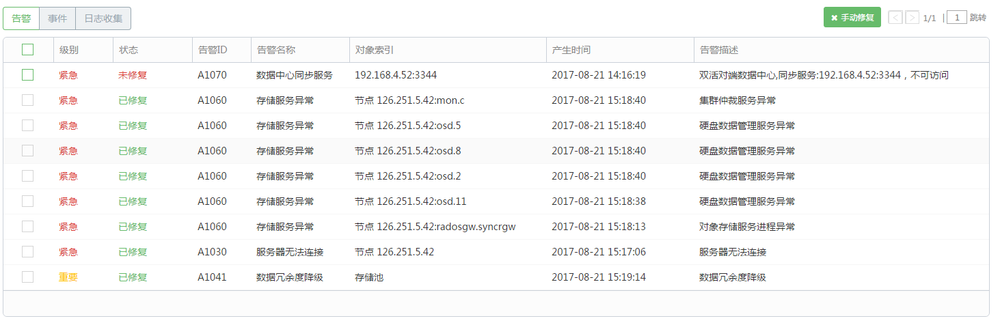 告警 事件 日志收集 ✖ 手动修复 < > 1/1 | 1 跳转
级别 状态 告警ID 告警名称 对象索引 产生时间 告警描述
紧急 未修复 A1070 数据中心同步服务 192.168.4.52:3344 2017-08-21 14:16:19 双活对端数据中心,同步服务:192.168.4.52:3344，不可访问
紧急 已修复 A1060 存储服务异常 节点 126.251.5.42:mon.c 2017-08-21 15:18:40 集群仲裁服务异常
紧急 已修复 A1060 存储服务异常 节点 126.251.5.42:osd.5 2017-08-21 15:18:40 硬盘数据管理服务异常
紧急 已修复 A1060 存储服务异常 节点 126.251.5.42:osd.8 2017-08-21 15:18:40 硬盘数据管理服务异常
紧急 已修复 A1060 存储服务异常 节点 126.251.5.42:osd.2 2017-08-21 15:18:40 硬盘数据管理服务异常
紧急 已修复 A1060 存储服务异常 节点 126.251.5.42:osd.11 2017-08-21 15:18:38 硬盘数据管理服务异常
紧急 已修复 A1060 存储服务异常 节点 126.251.5.42:radosgw.syncrgw 2017-08-21 15:18:13 对象存储服务进程异常
紧急 已修复 A1030 服务器无法连接 节点 126.251.5.42 2017-08-21 15:17:06 服务器无法连接
重要 已修复 A1041 数据冗余度降级 存储池 2017-08-21 15:19:14 数据冗余度降级